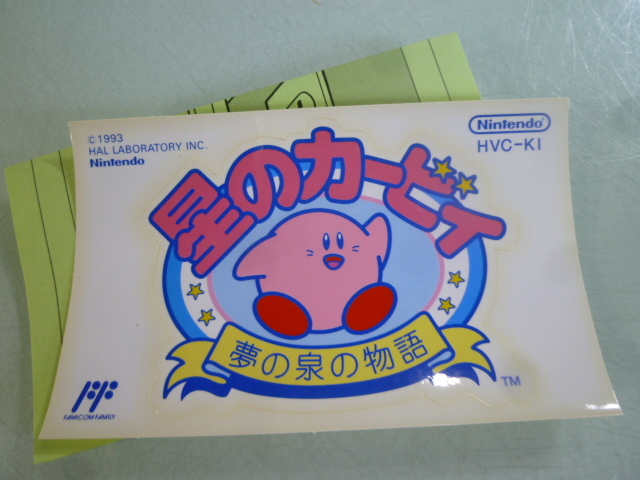 ©1993
HAL LABORATORY INC.
Nintendo
Nintendo
HVC-KI
星のカービィ
夢の泉の物語
TM
FF
FAMICOM FAMILY